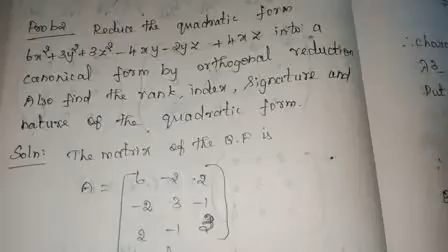 Prob2 Reduce the quadratic form
6x²+3y²+3z²-4xy-2yz+4xz into a
canonical form by orthogonal reduction
Also find the rank, index, signature and
nature of the quadratic form.
Soln: The matrix of the Q.F is
A = [ 6 -2 -2
-2 3 -1
2 -1 3 ]
∴ Chara
λ3
Put